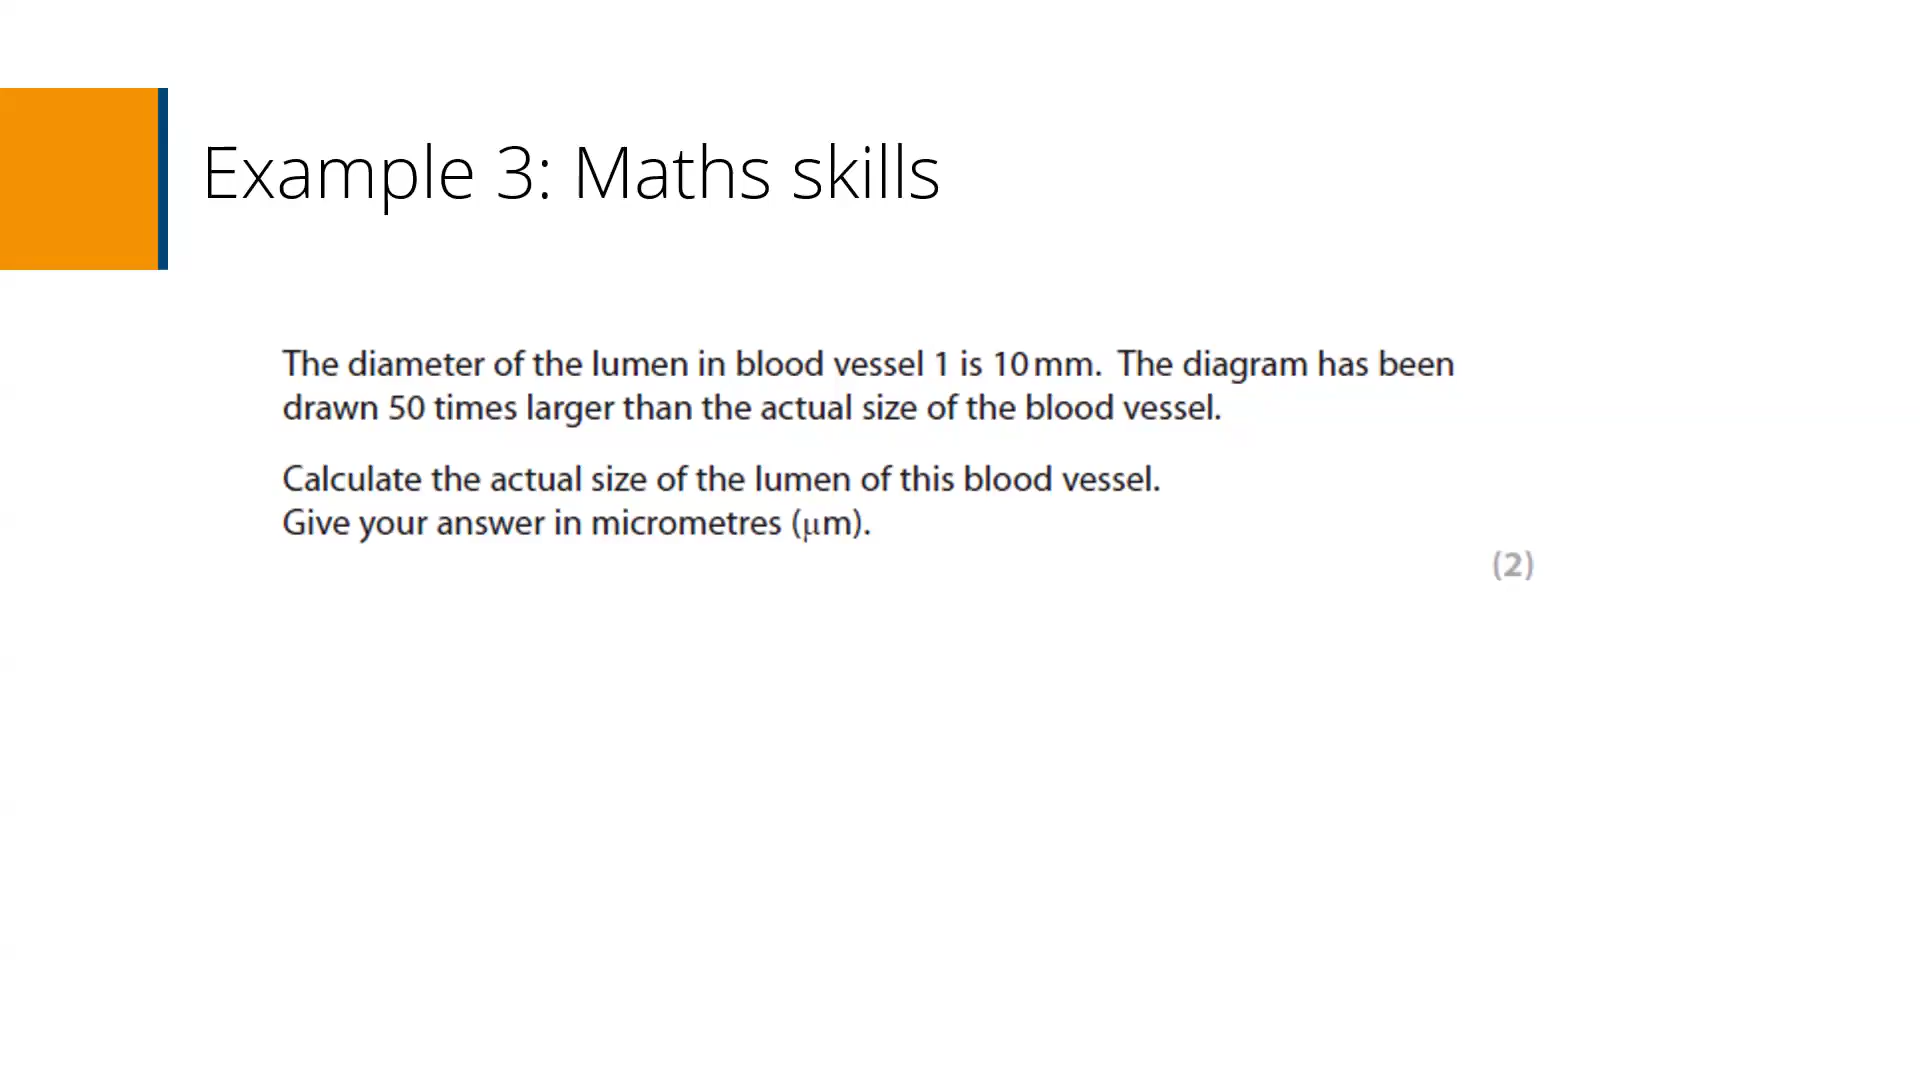 Example 3: Maths skills
The diameter of the lumen in blood vessel 1 is 10 mm. The diagram has been
drawn 50 times larger than the actual size of the blood vessel.
Calculate the actual size of the lumen of this blood vessel.
Give your answer in micrometres (μm).
(2)